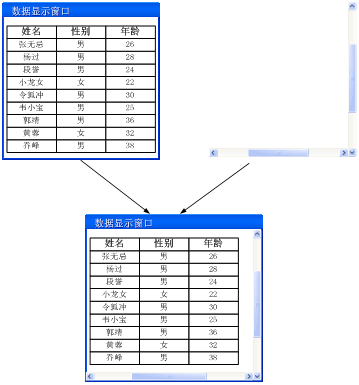 数据显示窗口
姓名 性别 年龄
张无忌 男 26
杨过 男 28
段誉 男 24
小龙女 女 22
令狐冲 男 30
韦小宝 男 25
郭靖 男 36
黄蓉 女 32
乔峰 男 38
数据显示窗口
姓名 性别 年龄
张无忌 男 26
杨过 男 28
段誉 男 24
小龙女 女 22
令狐冲 男 30
韦小宝 男 25
郭靖 男 36
黄蓉 女 32
乔峰 男 38